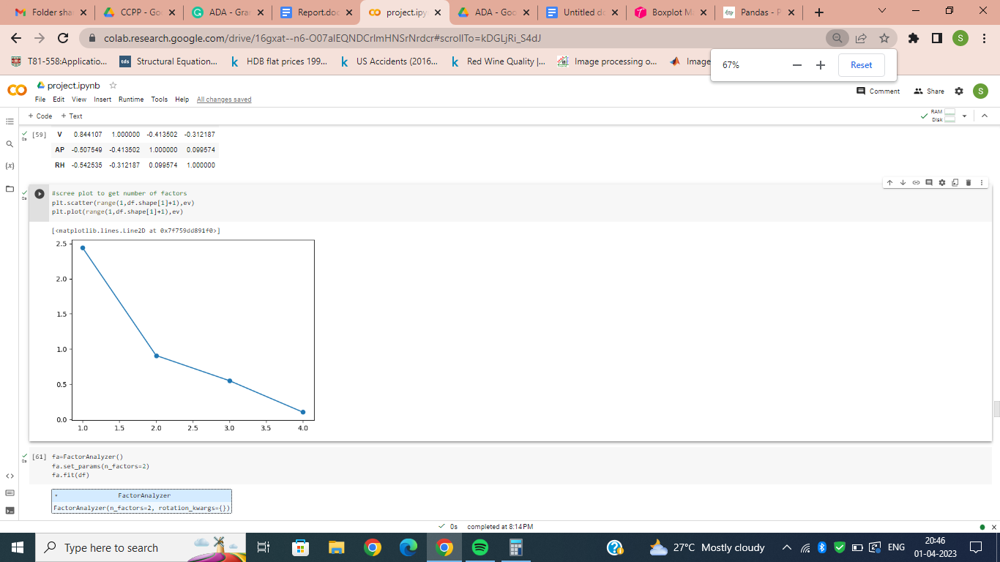 Folder sha
CCPP - Go
ADA - Gra
Report.doc
project.ipy
ADA - Goo
Untitled d
Boxplot M
Pandas - P
colab.research.google.com/drive/16gxat--n6-O07alEQNDCrImHNSrNrdcr#scrollTo=kDGLjRi_S4dJ
S
T81-558:Applicatio...
tds
Structural Equation...
k
HDB flat prices 199...
k
US Accidents (2016...
k
Red Wine Quality |...
Image processing o...
Image
67%
Reset
project.ipynb
File Edit View Insert Runtime Tools Help All changes saved
Comment
Share
S
+ Code + Text
RAM
Disk
[59] V 0.844107 1.000000 -0.413502 -0.312187
0s
AP -0.507549 -0.413502 1.000000 0.099574
RH -0.542535 -0.312187 0.099574 1.000000
{x}
0s
#scree plot to get number of factors
plt.scatter(range(1,df.shape[1]+1),ev)
plt.plot(range(1,df.shape[1]+1),ev)
[<matplotlib.lines.Line2D at 0x7f759dd891f0>]
2.5
2.0
1.5
1.0
0.5
0.0
1.0 1.5 2.0 2.5 3.0 3.5 4.0
[61] fa=FactorAnalyzer()
0s
fa.set_params(n_factors=2)
fa.fit(df)
FactorAnalyzer
FactorAnalyzer(n_factors=2, rotation_kwargs={})
0s completed at 8:14 PM
Type here to search
27°C Mostly cloudy
ENG
20:46
01-04-2023